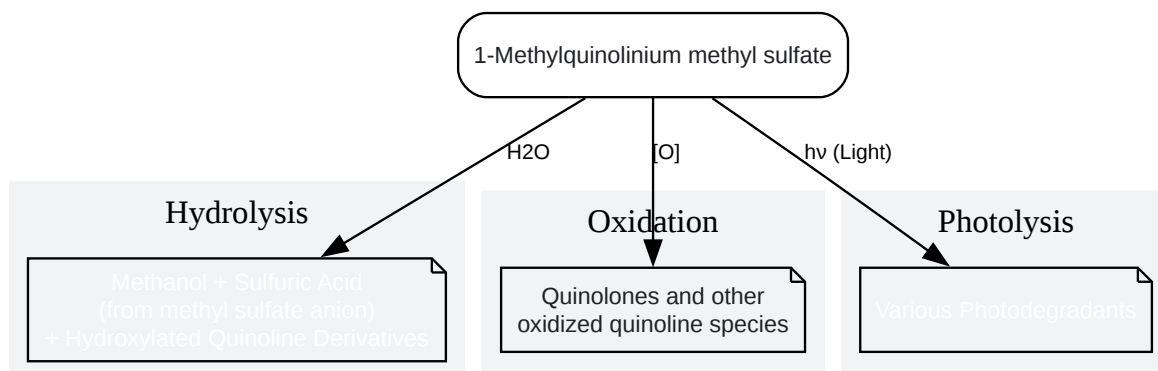 1-Methylquinolinium methyl sulfate
H2O
[O]
hν (Light)
Hydrolysis
Oxidation
Photolysis
Methanol + Sulfuric Acid
(from methyl sulfate anion)
+ Hydroxylated Quinoline Derivatives
Quinolones and other
oxidized quinoline species
Various Photodegradants